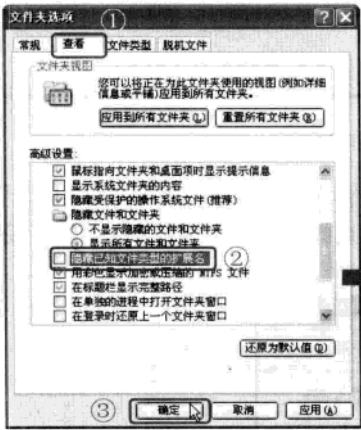 文件夹选项
①
常规 查看 文件类型 脱机文件
文件夹视图
您可以将正在为此文件夹使用的视图(例如详细
信息或平铺)应用到所有文件夹。
应用到所有文件夹(L) 重置所有文件夹(R)
高级设置:
鼠标指向文件夹和桌面项时显示提示信息
显示系统文件夹的内容
隐藏受保护的操作系统文件(推荐)
隐藏文件和文件夹
不显示隐藏的文件和文件夹
显示所有文件和文件夹
隐藏已知文件类型的扩展名
②
用彩色显示加密或压缩的 NTFS 文件
在标题栏显示完整路径
在单独的进程中打开文件夹窗口
在登录时还原上一个文件夹窗口
还原为默认值(D)
③
确定 取消 应用(A)